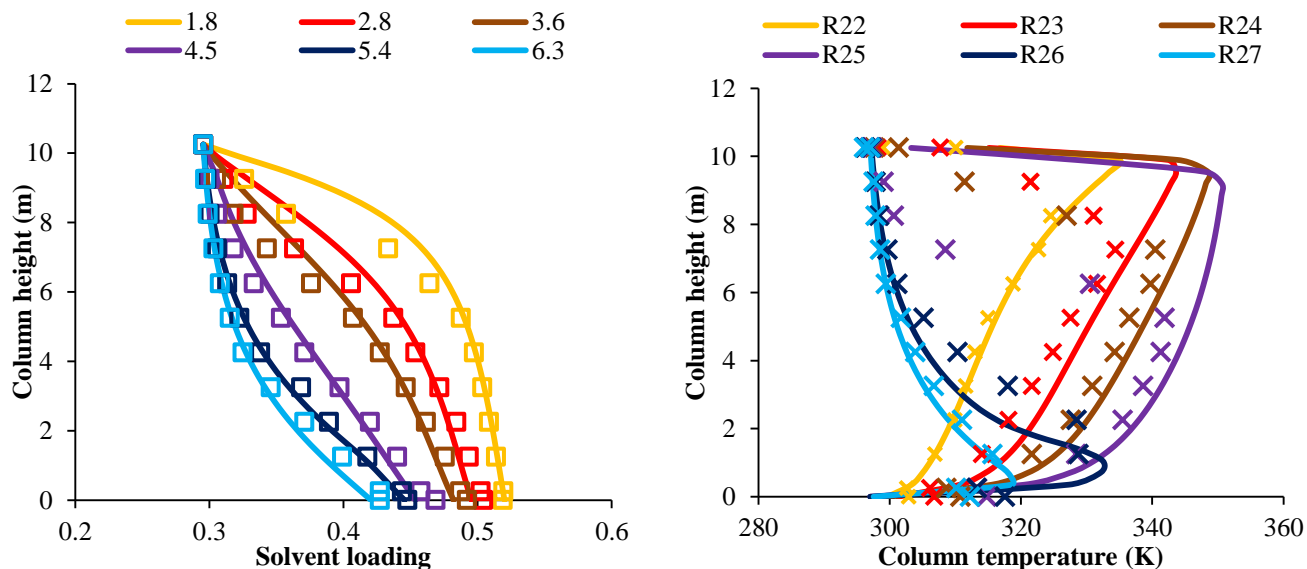 1.8 2.8 3.6
4.5 5.4 6.3
12
10
8
6
4
2
0
Column height (m)
0.2 0.3 0.4 0.5 0.6
Solvent loading
R22 R23 R24
R25 R26 R27
12
10
8
6
4
2
0
Column height (m)
280 300 320 340 360
Column temperature (K)